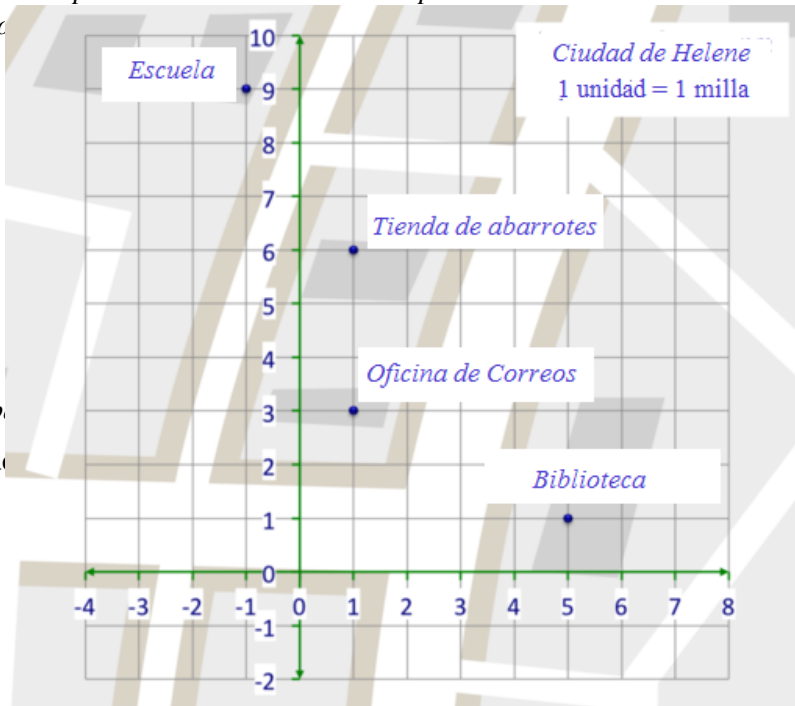 10
Escuela
Ciudad de Helene
1 unidad = 1 milla
9
8
7
Tienda de abarrotes
6
5
4
Oficina de Correos
3
2
Biblioteca
1
0
-4 -3 -2 -1 0 1 2 3 4 5 6 7 8
-1
-2